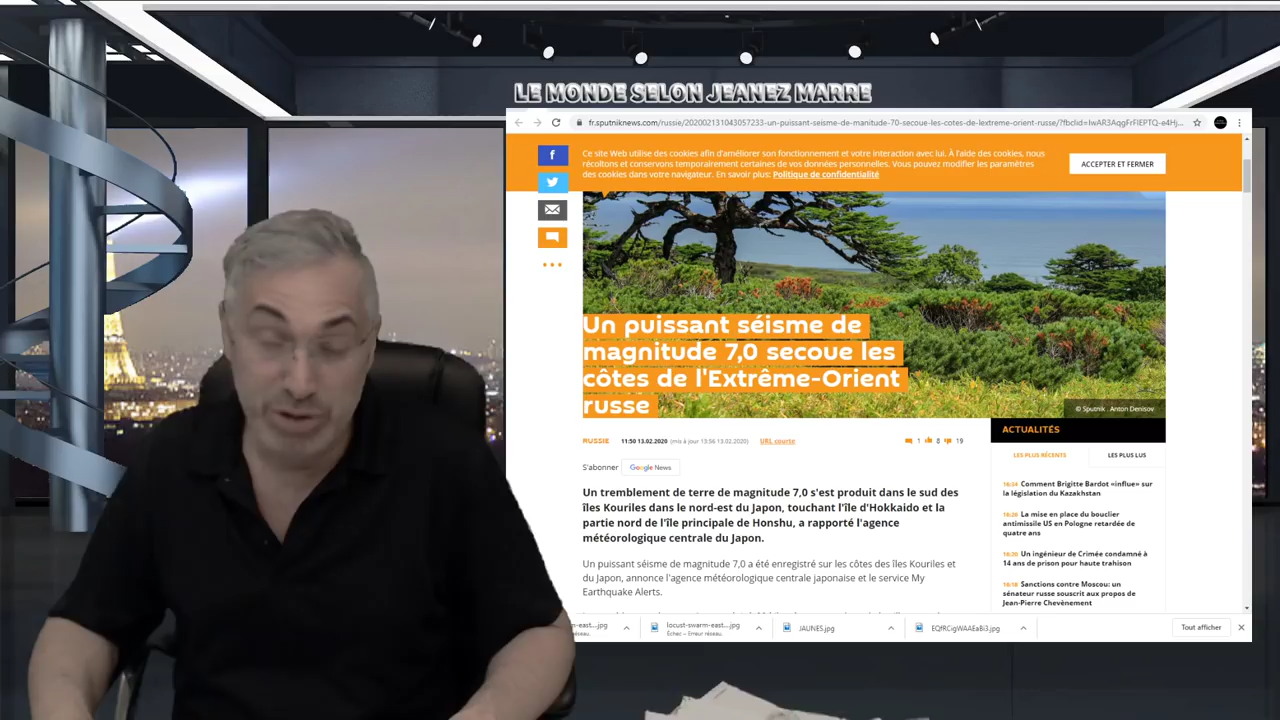 LE MONDE SELON JEANEZ MARRE
fr.sputniknews.com/russie/202002131043057233-un-puissant-seisme-de-manitude-70-secoue-les-cotes-de-lextreme-orient-russe/?fbclid=IwAR3AqgFrFIEPTQ-e4Hj...
Ce site Web utilise des cookies afin d'améliorer son fonctionnement et votre interaction avec lui. À l'aide des cookies, nous
récoltons et conservons temporairement certaines de vos données personnelles. Vous pouvez modifier les paramètres
des cookies dans votre navigateur. En savoir plus: Politique de confidentialité
ACCEPTER ET FERMER
Un puissant séisme de
magnitude 7,0 secoue les
côtes de l'Extrême-Orient
russe
© Sputnik . Anton Denisov
RUSSIE 11:50 13.02.2020 (mis à jour 13:56 13.02.2020) URL courte 1 8 19
S'abonner Google News
Un tremblement de terre de magnitude 7,0 s'est produit dans le sud des
îles Kouriles dans le nord-est du Japon, touchant l'île d'Hokkaido et la
partie nord de l'île principale de Honshu, a rapporté l'agence
météorologique centrale du Japon.
Un puissant séisme de magnitude 7,0 a été enregistré sur les côtes des îles Kouriles et
du Japon, annonce l'agence météorologique centrale japonaise et le service My
Earthquake Alerts.
ACTUALITÉS
LES PLUS RÉCENTS LES PLUS LUS
16:34 Comment Brigitte Bardot «influe» sur
la législation du Kazakhstan
La mise en place du bouclier
antimissile US en Pologne retardée de
quatre ans
Un ingénieur de Crimée condamné à
14 ans de prison pour haute trahison
Sanctions contre Moscou: un
sénateur russe souscrit aux propos de
Jean-Pierre Chevènement
m-east....jpg
réseau.
locust-swarm-east....jpg
Échec – Erreur réseau.
JAUNES.jpg
EQfRCigWAAEaBi3.jpg
Tout afficher